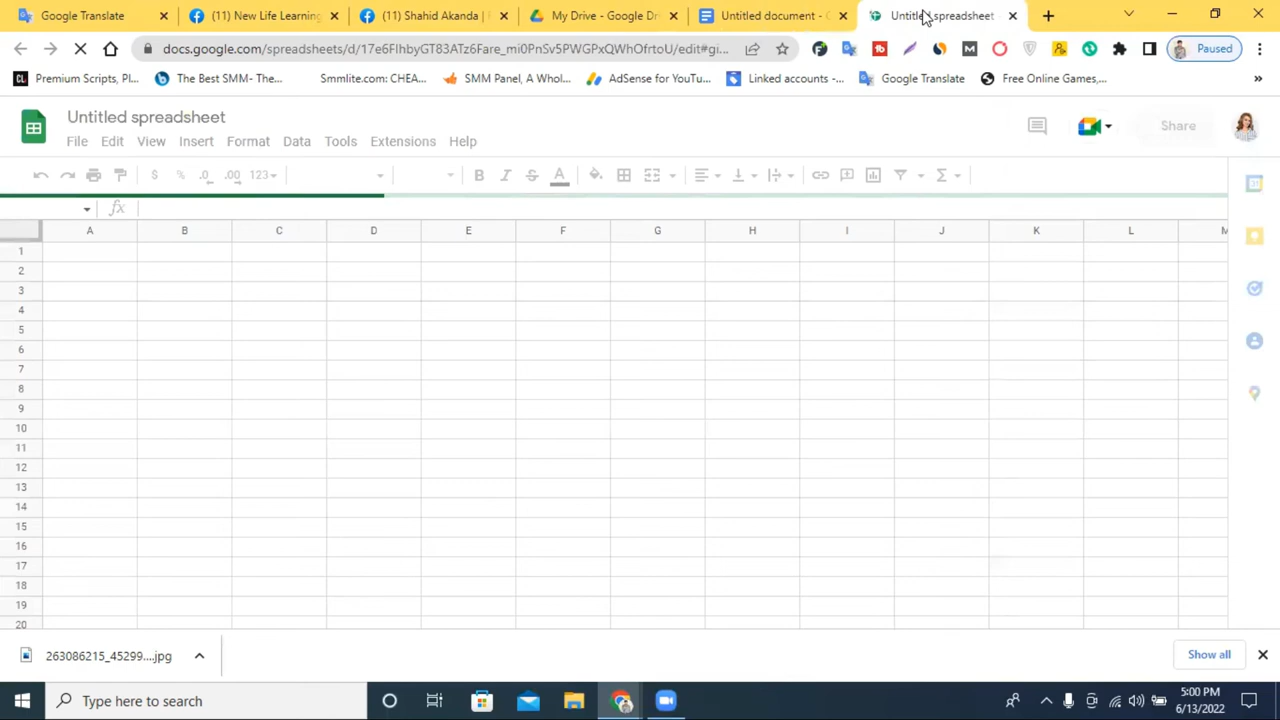 Google Translate
(11) New Life Learning
(11) Shahid Akanda |
My Drive - Google Dr
Untitled document - G
Untitled spreadsheet
docs.google.com/spreadsheets/d/17e6FIhbyGT83ATz6Fare_mi0PnSv5PWGPxQWhOfrtoU/edit#gi...
Paused
Premium Scripts, Pl...
The Best SMM- The...
Smmlite.com: CHEA...
SMM Panel, A Whol...
AdSense for YouTu...
Linked accounts -...
Google Translate
Free Online Games,...
Untitled spreadsheet
File Edit View Insert Format Data Tools Extensions Help
Share
$ % .0 .00 123
B I S A
fx
A B C D E F G H I J K L M
1
2
3
4
5
6
7
8
9
10
11
12
13
14
15
16
17
18
19
20
263086215_45299....jpg
Show all
Type here to search
5:00 PM
6/13/2022